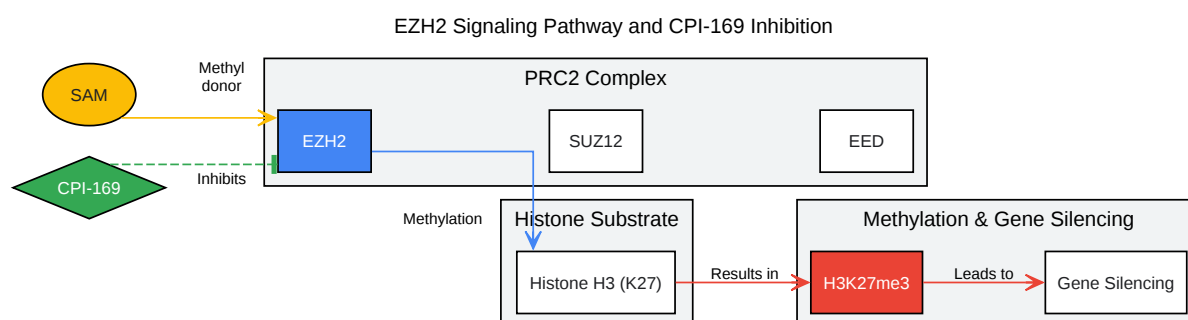 EZH2 Signaling Pathway and CPI-169 Inhibition
Methyl
donor
PRC2 Complex
SAM
EZH2
SUZ12
EED
CPI-169
Inhibits
Methylation
Histone Substrate
Methylation & Gene Silencing
Histone H3 (K27)
Results in
H3K27me3
Leads to
Gene Silencing